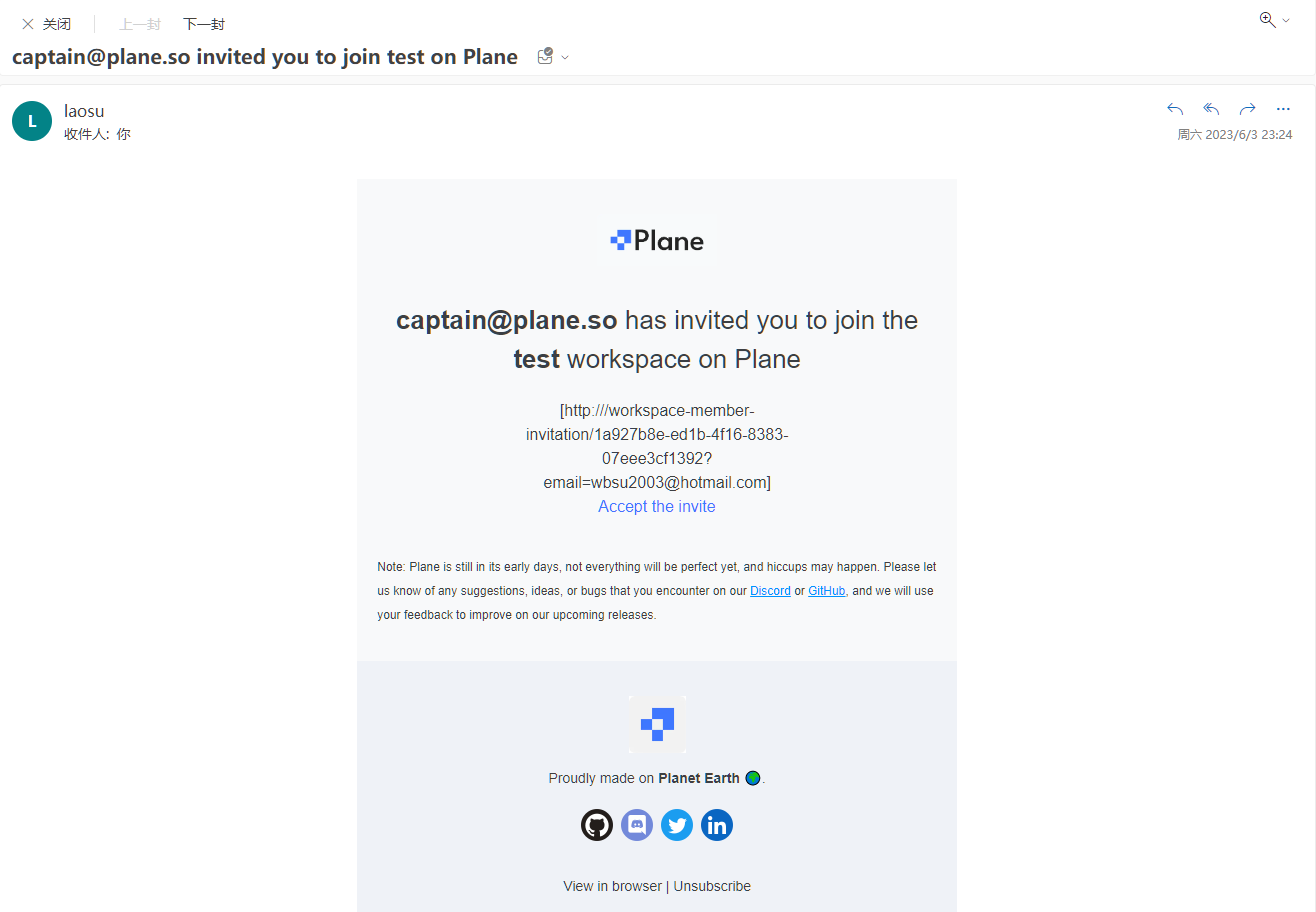 关闭 上一封 下一封
captain@plane.so invited you to join test on Plane
L
laosu
收件人: 你
周六 2023/6/3 23:24
Plane
captain@plane.so has invited you to join the
test workspace on Plane
[http:///workspace-member-
invitation/1a927b8e-ed1b-4f16-8383-
07eee3cf1392?
email=wbsu2003@hotmail.com]
Accept the invite
Note: Plane is still in its early days, not everything will be perfect yet, and hiccups may happen. Please let
us know of any suggestions, ideas, or bugs that you encounter on our Discord or GitHub, and we will use
your feedback to improve on our upcoming releases.
Proudly made on Planet Earth 🌍.
in
View in browser | Unsubscribe